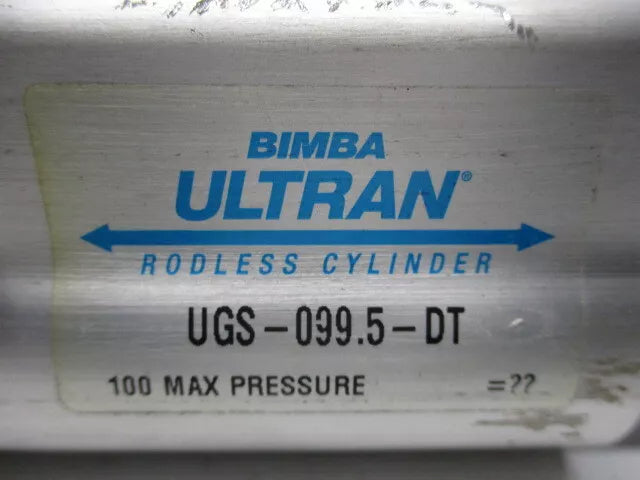 BIMBA
ULTRAN®
RODLESS CYLINDER
UGS-099.5-DT
100 MAX PRESSURE =??